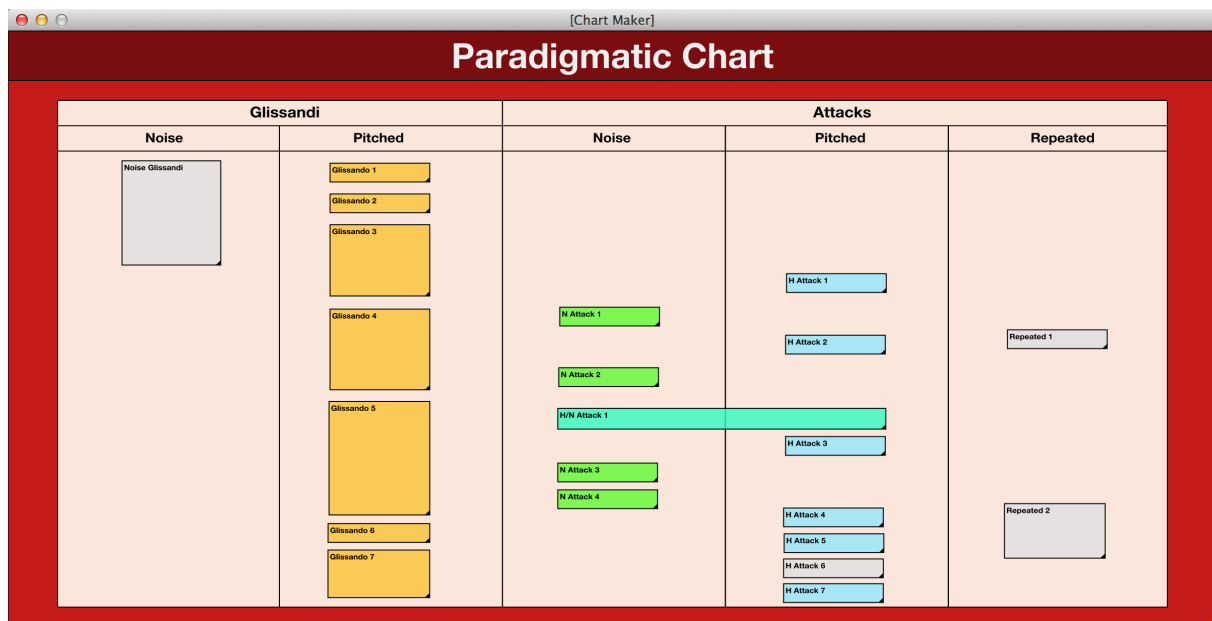 [Chart Maker]
Paradigmatic Chart
Glissandi
Attacks
Noise
Pitched
Noise
Pitched
Repeated
Noise Glissandi
Glissando 1
Glissando 2
Glissando 3
Glissando 4
Glissando 5
Glissando 6
Glissando 7
N Attack 1
N Attack 2
H/N Attack 1
N Attack 3
N Attack 4
H Attack 1
H Attack 2
H Attack 3
H Attack 4
H Attack 5
H Attack 6
H Attack 7
Repeated 1
Repeated 2